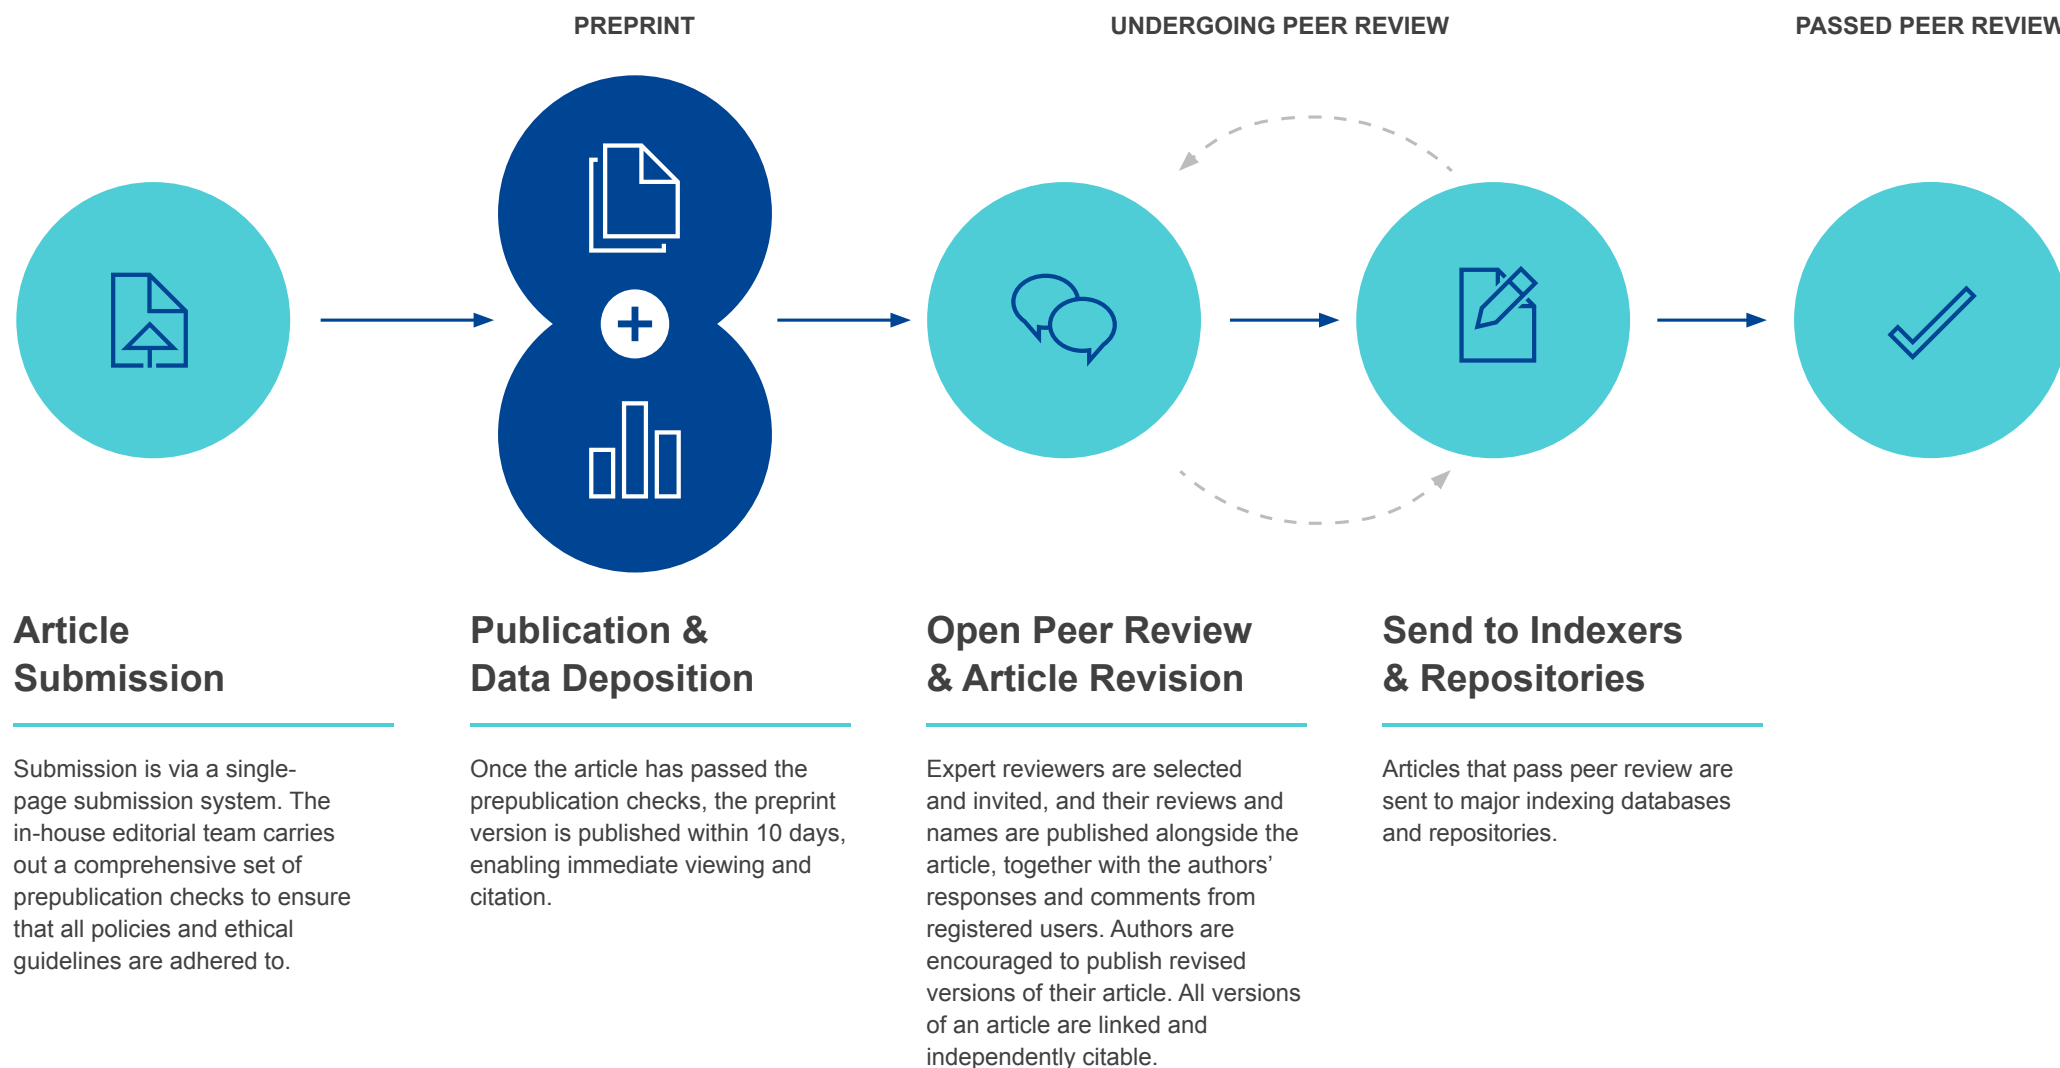 PREPRINT
UNDERGOING PEER REVIEW
PASSED PEER REVIEW
Article
Submission
Submission is via a single-
page submission system. The
in-house editorial team carries
out a comprehensive set of
prepublication checks to ensure
that all policies and ethical
guidelines are adhered to.
Publication &
Data Deposition
Once the article has passed the
prepublication checks, the preprint
version is published within 10 days,
enabling immediate viewing and
citation.
Open Peer Review
& Article Revision
Expert reviewers are selected
and invited, and their reviews and
names are published alongside the
article, together with the authors’
responses and comments from
registered users. Authors are
encouraged to publish revised
versions of their article. All versions
of an article are linked and
independently citable.
Send to Indexers
& Repositories
Articles that pass peer review are
sent to major indexing databases
and repositories.